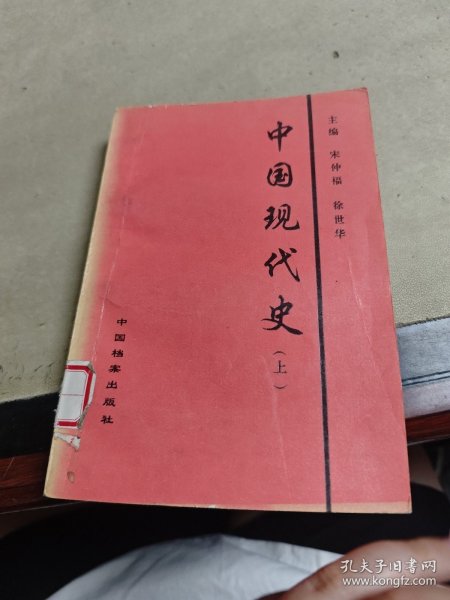 主编 宋仲福 徐世华
中国现代史
（上）
中国档案出版社
孔夫子旧书网
www.kongfz.com